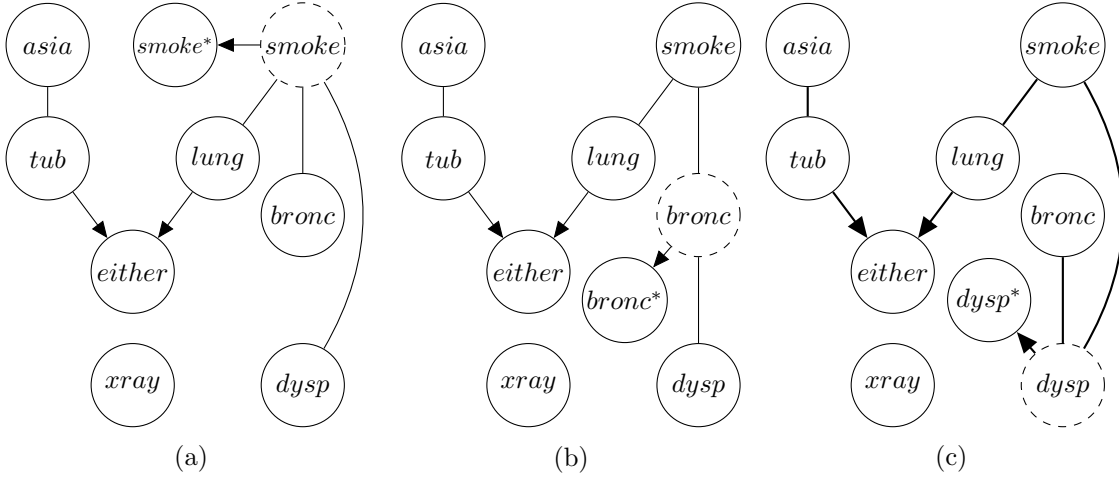 asia smoke* smoke
tub lung
bronc
either
xray dysp
(a)
asia smoke
tub lung
bronc
either
bronc*
xray dysp
(b)
asia smoke
tub lung
bronc
either
dysp*
xray dysp
(c)